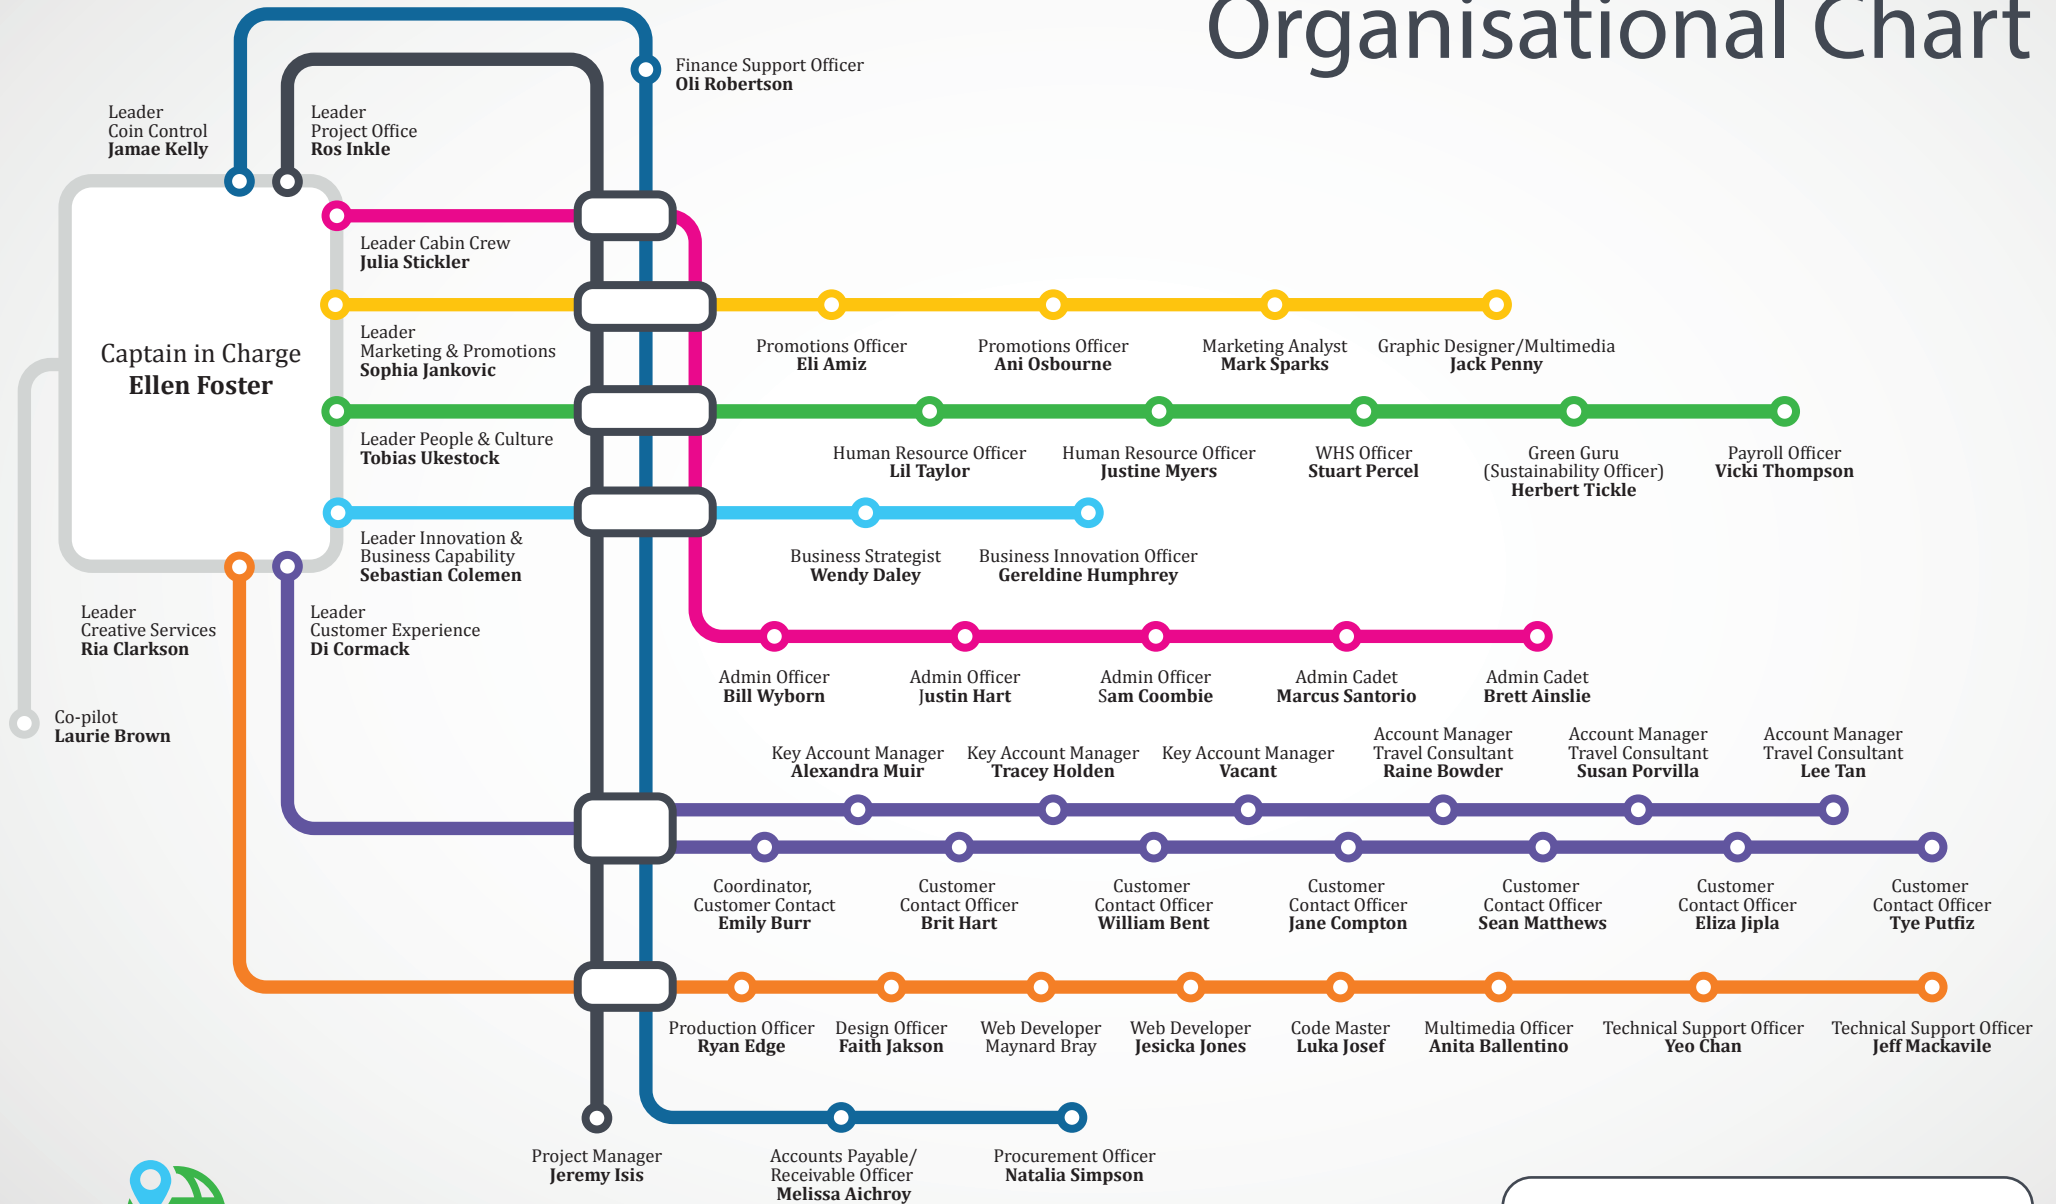 Organisational Chart
Finance Support Officer
Oli Robertson
Leader
Coin Control
Jamae Kelly
Leader
Project Office
Ros Inkle
Captain in Charge
Ellen Foster
Leader Cabin Crew
Julia Stickler
Leader
Marketing & Promotions
Sophia Jankovic
Promotions Officer
Eli Amiz
Promotions Officer
Ani Osbourne
Marketing Analyst
Mark Sparks
Graphic Designer/Multimedia
Jack Penny
Leader People & Culture
Tobias Ukestock
Human Resource Officer
Lil Taylor
Human Resource Officer
Justine Myers
WHS Officer
Stuart Percel
Green Guru
(Sustainability Officer)
Herbert Tickle
Payroll Officer
Vicki Thompson
Leader Innovation &
Business Capability
Sebastian Colemen
Business Strategist
Wendy Daley
Business Innovation Officer
Gereldine Humphrey
Leader
Creative Services
Ria Clarkson
Leader
Customer Experience
Di Cormack
Co-pilot
Laurie Brown
Admin Officer
Bill Wyborn
Admin Officer
Justin Hart
Admin Officer
Sam Coombie
Admin Cadet
Marcus Santorio
Admin Cadet
Brett Ainslie
Key Account Manager
Alexandra Muir
Key Account Manager
Tracey Holden
Key Account Manager
Vacant
Account Manager
Travel Consultant
Raine Bowder
Account Manager
Travel Consultant
Susan Porvilla
Account Manager
Travel Consultant
Lee Tan
Coordinator,
Customer Contact
Emily Burr
Customer
Contact Officer
Brit Hart
Customer
Contact Officer
William Bent
Customer
Contact Officer
Jane Compton
Customer
Contact Officer
Sean Matthews
Customer
Contact Officer
Eliza Jipla
Customer
Contact Officer
Tye Putfiz
Production Officer
Ryan Edge
Design Officer
Faith Jakson
Web Developer
Maynard Bray
Web Developer
Jesicka Jones
Code Master
Luka Josef
Multimedia Officer
Anita Ballentino
Technical Support Officer
Yeo Chan
Technical Support Officer
Jeff Mackavile
Project Manager
Jeremy Isis
Accounts Payable/
Receivable Officer
Melissa Aichroy
Procurement Officer
Natalia Simpson